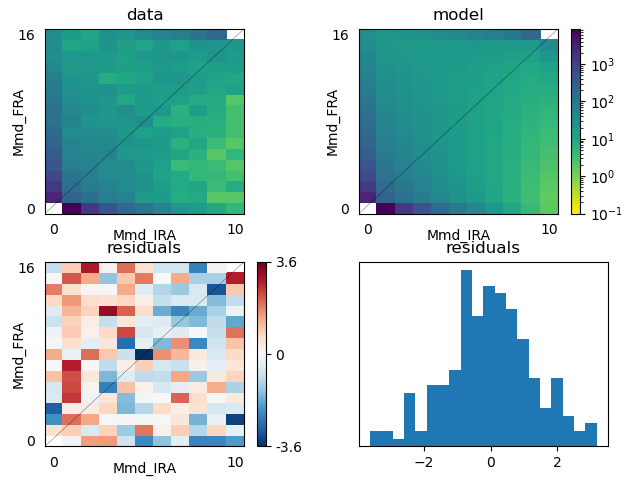 data
model
16
16
Mmd_FRA
Mmd_FRA
0
0
0
10
0
10
Mmd_IRA
Mmd_IRA
10³
10²
10¹
10⁰
10⁻¹
residuals
residuals
16
Mmd_FRA
0
0
10
Mmd_IRA
3.6
0
-3.6
−2
0
2